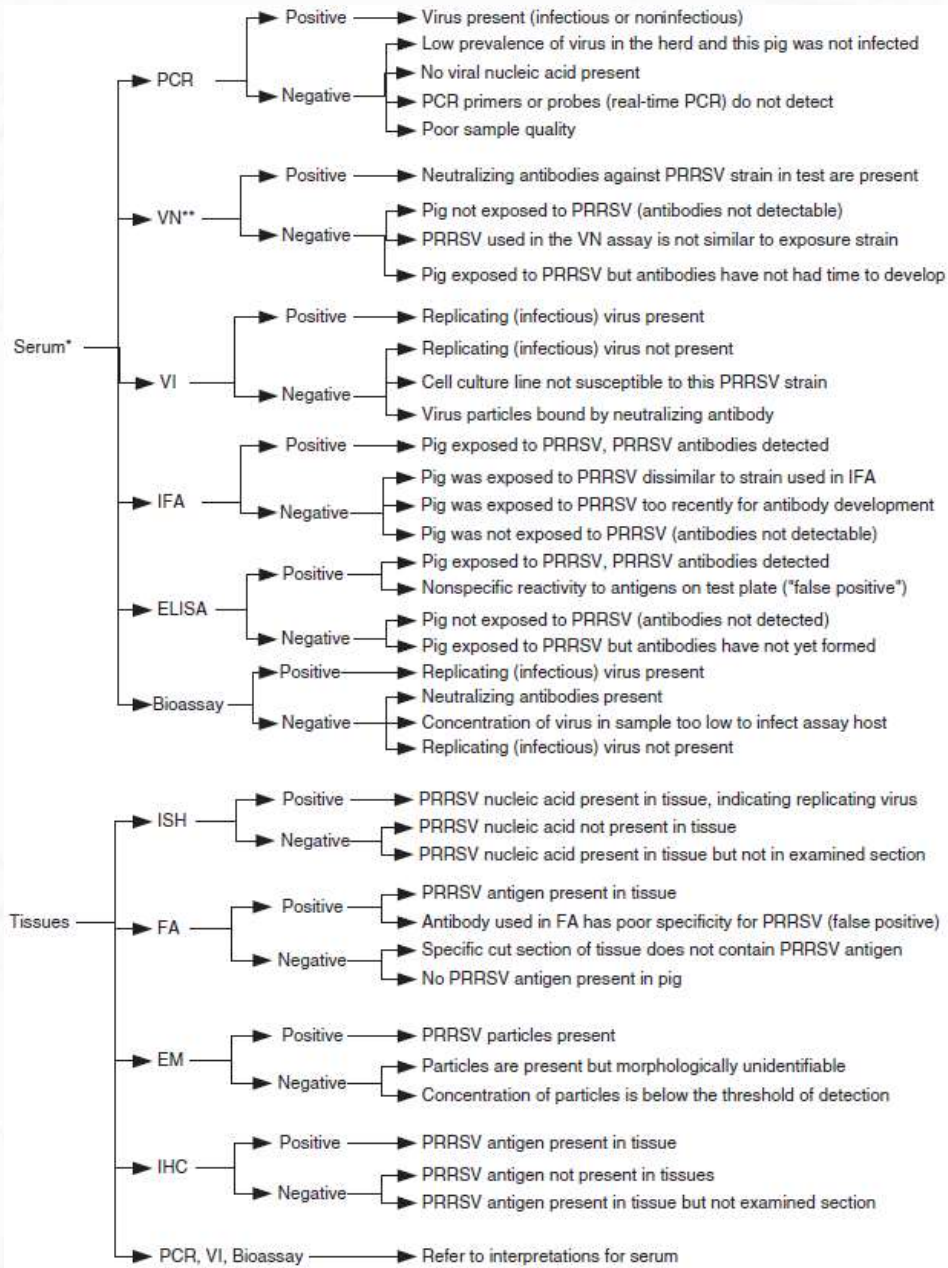 Positive
Virus present (infectious or noninfectious)
Low prevalence of virus in the herd and this pig was not infected
PCR
No viral nucleic acid present
Negative
PCR primers or probes (real-time PCR) do not detect
Poor sample quality
Positive
Neutralizing antibodies against PRRSV strain in test are present
VN**
Pig not exposed to PRRSV (antibodies not detectable)
Negative
PRRSV used in the VN assay is not similar to exposure strain
Pig exposed to PRRSV but antibodies have not had time to develop
Positive
Replicating (infectious) virus present
Serum*
Replicating (infectious) virus not present
VI
Cell culture line not susceptible to this PRRSV strain
Negative
Virus particles bound by neutralizing antibody
Positive
Pig exposed to PRRSV, PRRSV antibodies detected
Pig was exposed to PRRSV dissimilar to strain used in IFA
IFA
Pig was exposed to PRRSV too recently for antibody development
Negative
Pig was not exposed to PRRSV (antibodies not detectable)
Pig exposed to PRRSV, PRRSV antibodies detected
Positive
Nonspecific reactivity to antigens on test plate ("false positive")
ELISA
Pig not exposed to PRRSV (antibodies not detected)
Negative
Pig exposed to PRRSV but antibodies have not yet formed
Positive
Replicating (infectious) virus present
Bioassay
Neutralizing antibodies present
Negative
Concentration of virus in sample too low to infect assay host
Replicating (infectious) virus not present
Positive
PRRSV nucleic acid present in tissue, indicating replicating virus
ISH
PRRSV nucleic acid not present in tissue
Negative
PRRSV nucleic acid present in tissue but not in examined section
PRRSV antigen present in tissue
Positive
Tissues
Antibody used in FA has poor specificity for PRRSV (false positive)
FA
Specific cut section of tissue does not contain PRRSV antigen
Negative
No PRRSV antigen present in pig
Positive
PRRSV particles present
EM
Particles are present but morphologically unidentifiable
Negative
Concentration of particles is below the threshold of detection
Positive
PRRSV antigen present in tissue
IHC
PRRSV antigen not present in tissues
Negative
PRRSV antigen present in tissue but not examined section
PCR, VI, Bioassay
Refer to interpretations for serum